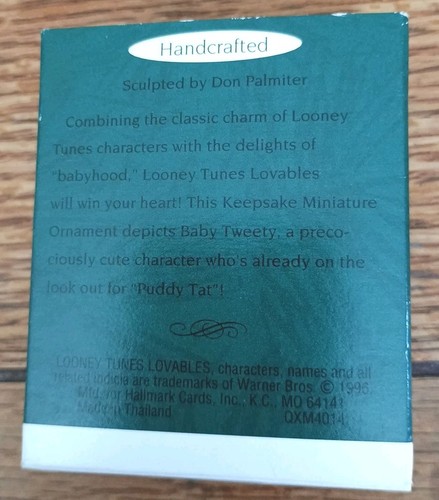 Handcrafted
Sculpted by Don Palmiter
Combining the classic charm of Looney
Tunes characters with the delights of
"babyhood," Looney Tunes Lovables
will win your heart! This Keepsake Miniature
Ornament depicts Baby Tweety, a preco-
ciously cute character who's already on the
look out for "Puddy Tat"!
LOONEY TUNES LOVABLES, characters, names and all
related indicia are trademarks of Warner Bros. © 1996
Mfd. for Hallmark Cards, Inc., K.C., MO 64141
Made in Thailand QXM4014